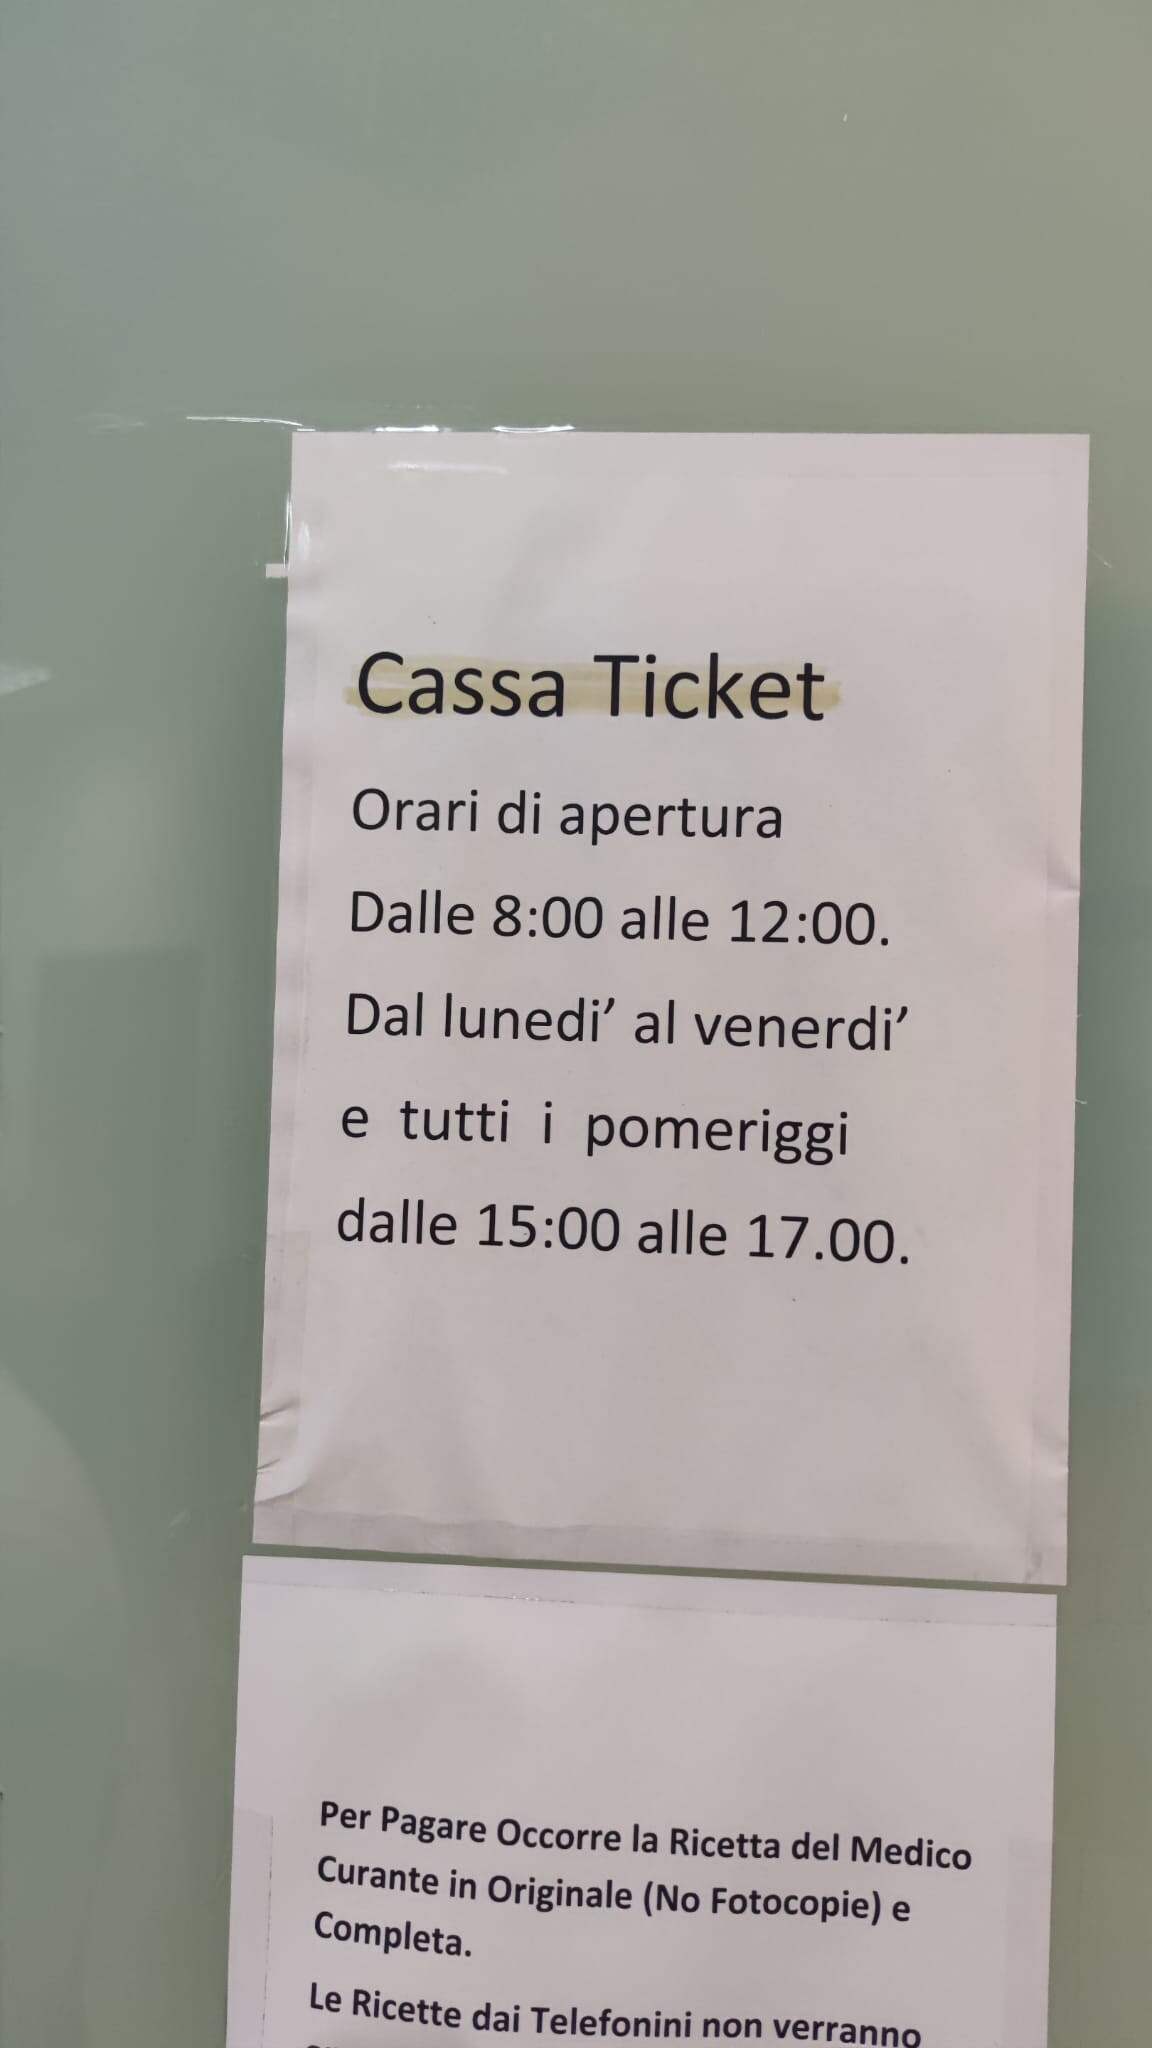 Cassa Ticket
Orari di apertura
Dalle 8:00 alle 12:00.
Dal lunedi’ al venerdi’
e tutti i pomeriggi
dalle 15:00 alle 17.00.
Per Pagare Occorre la Ricetta del Medico
Curante in Originale (No Fotocopie) e
Completa.
Le Ricette dai Telefonini non verranno